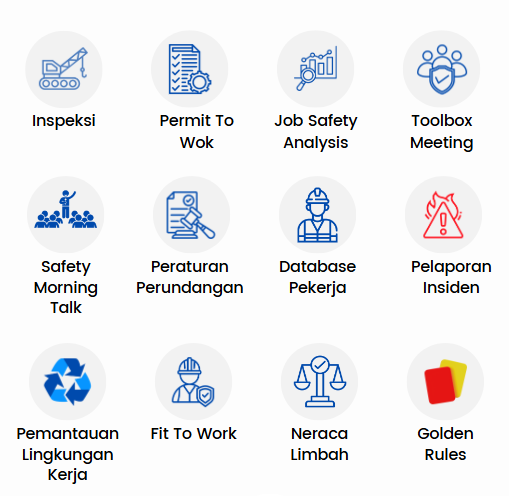 Inspeksi
Permit To
Wok
Job Safety
Analysis
Toolbox
Meeting
Safety
Morning
Talk
Peraturan
Perundangan
Database
Pekerja
Pelaporan
Insiden
Pemantauan
Lingkungan
Kerja
Fit To Work
Neraca
Limbah
Golden
Rules